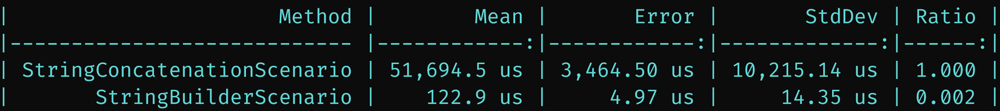 |                       Method |        Mean |        Error |       StdDev | Ratio |
|---------------------------- |------------:|------------:|-------------:|------:|
| StringConcatenationScenario | 51,694.5 us | 3,464.50 us | 10,215.14 us | 1.000 |
|       StringBuilderScenario |    122.9 us |     4.97 us |     14.35 us | 0.002 |